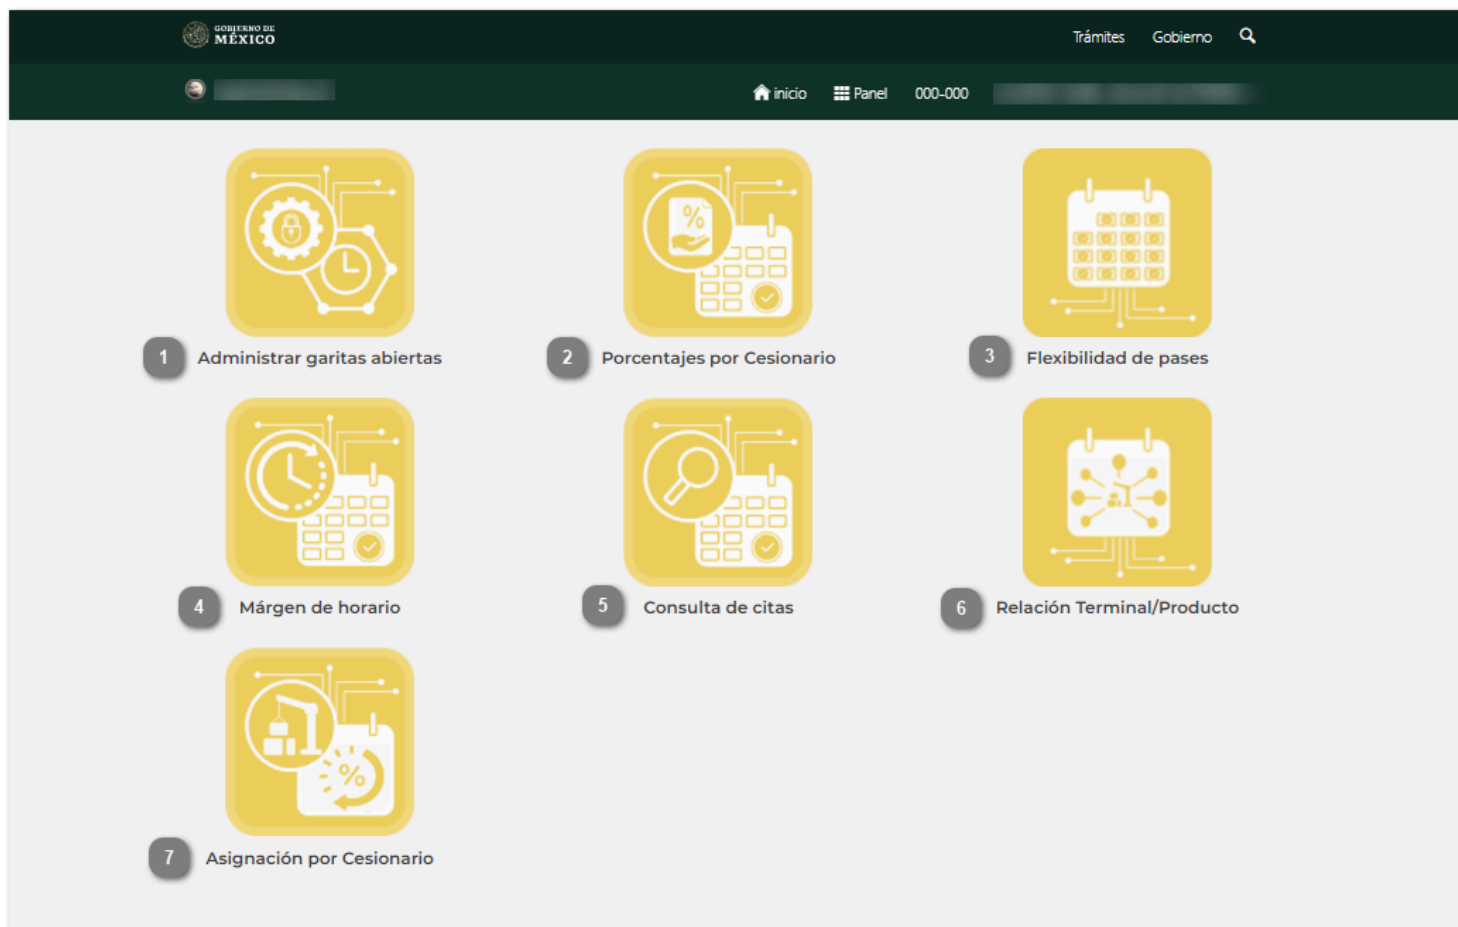 GOBIERNO DE
MÉXICO
Trámites Gobierno
inicio Panel 000-000
%
1 Administrar garitas abiertas
2 Porcentajes por Cesionario
3 Flexibilidad de pases
4 Márgen de horario
5 Consulta de citas
6 Relación Terminal/Producto
%
7 Asignación por Cesionario